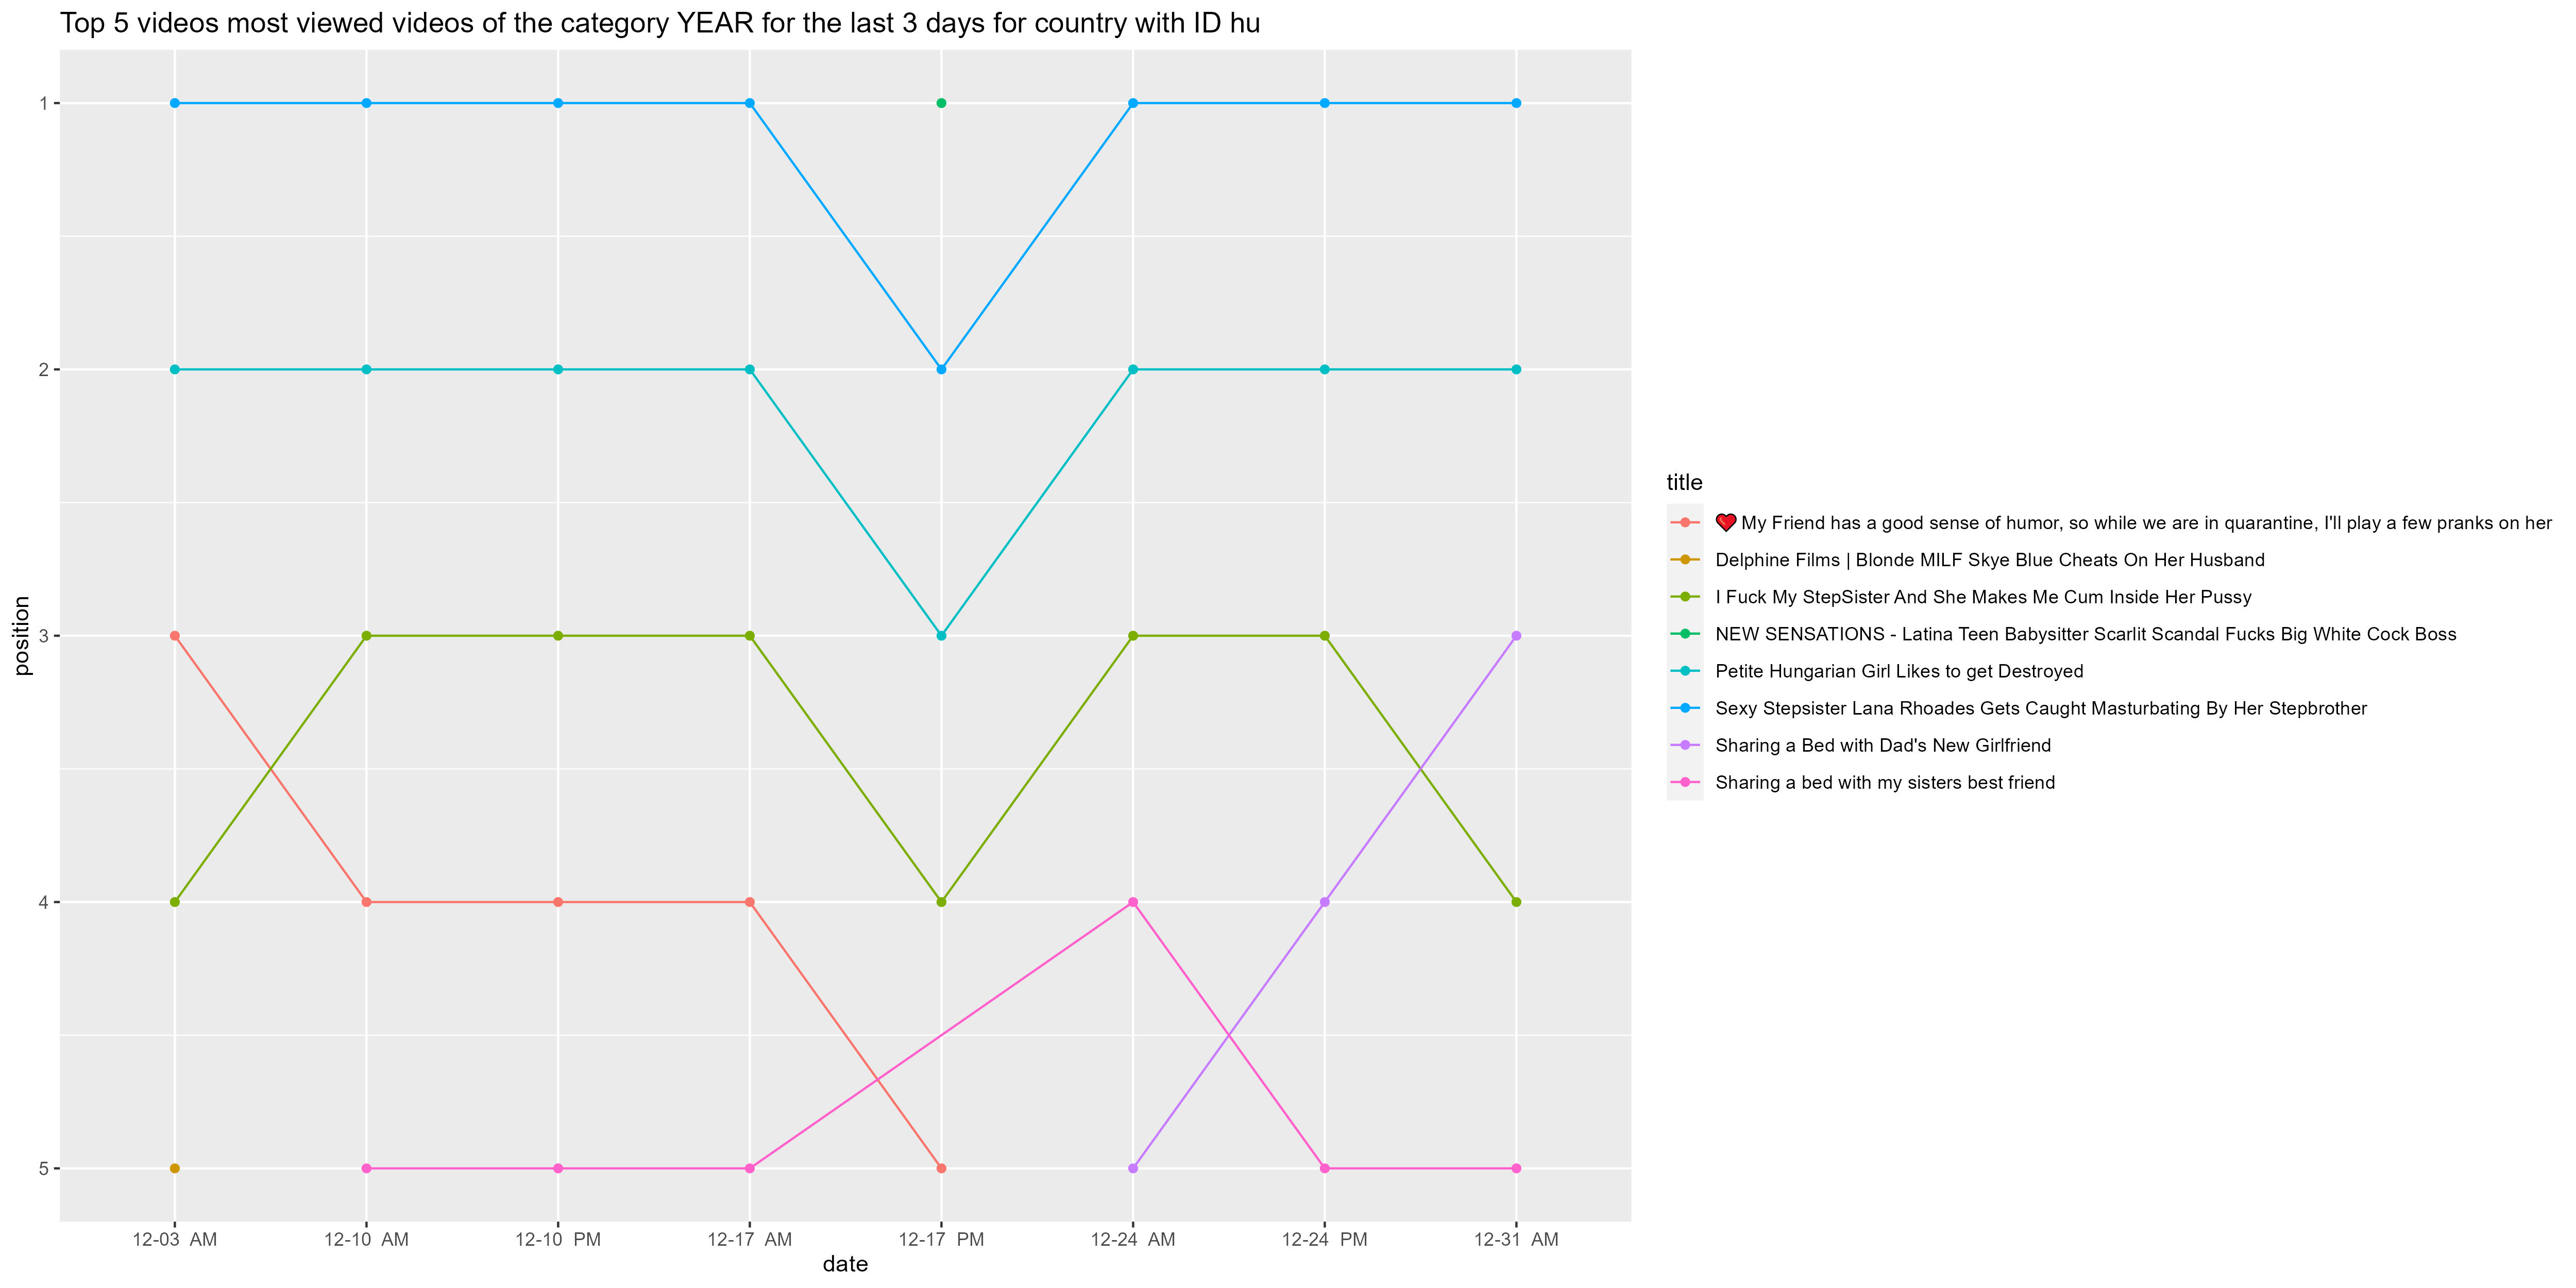 Top 5 videos most viewed videos of the category YEAR for the last 3 days for country with ID hu
position
1
2
3
4
5
12-03 AM
12-10 AM
12-10 PM
12-17 AM
12-17 PM
12-24 AM
12-24 PM
12-31 AM
date
title
❤️ My Friend has a good sense of humor, so while we are in quarantine, I'll play a few pranks on her
Delphine Films | Blonde MILF Skye Blue Cheats On Her Husband
I Fuck My StepSister And She Makes Me Cum Inside Her Pussy
NEW SENSATIONS - Latina Teen Babysitter Scarlit Scandal Fucks Big White Cock Boss
Petite Hungarian Girl Likes to get Destroyed
Sexy Stepsister Lana Rhoades Gets Caught Masturbating By Her Stepbrother
Sharing a Bed with Dad's New Girlfriend
Sharing a bed with my sisters best friend